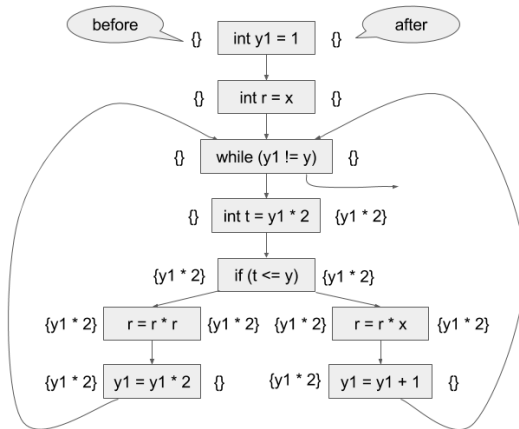 before
after
{} int y1 = 1 {}
{} int r = x {}
{} while (y1 != y) {}
{} int t = y1 * 2 {y1 * 2}
{y1 * 2} if (t <= y) {y1 * 2}
{y1 * 2} r = r * r {y1 * 2} {y1 * 2} r = r * x {y1 * 2}
{y1 * 2} y1 = y1 * 2 {} {y1 * 2} y1 = y1 + 1 {}